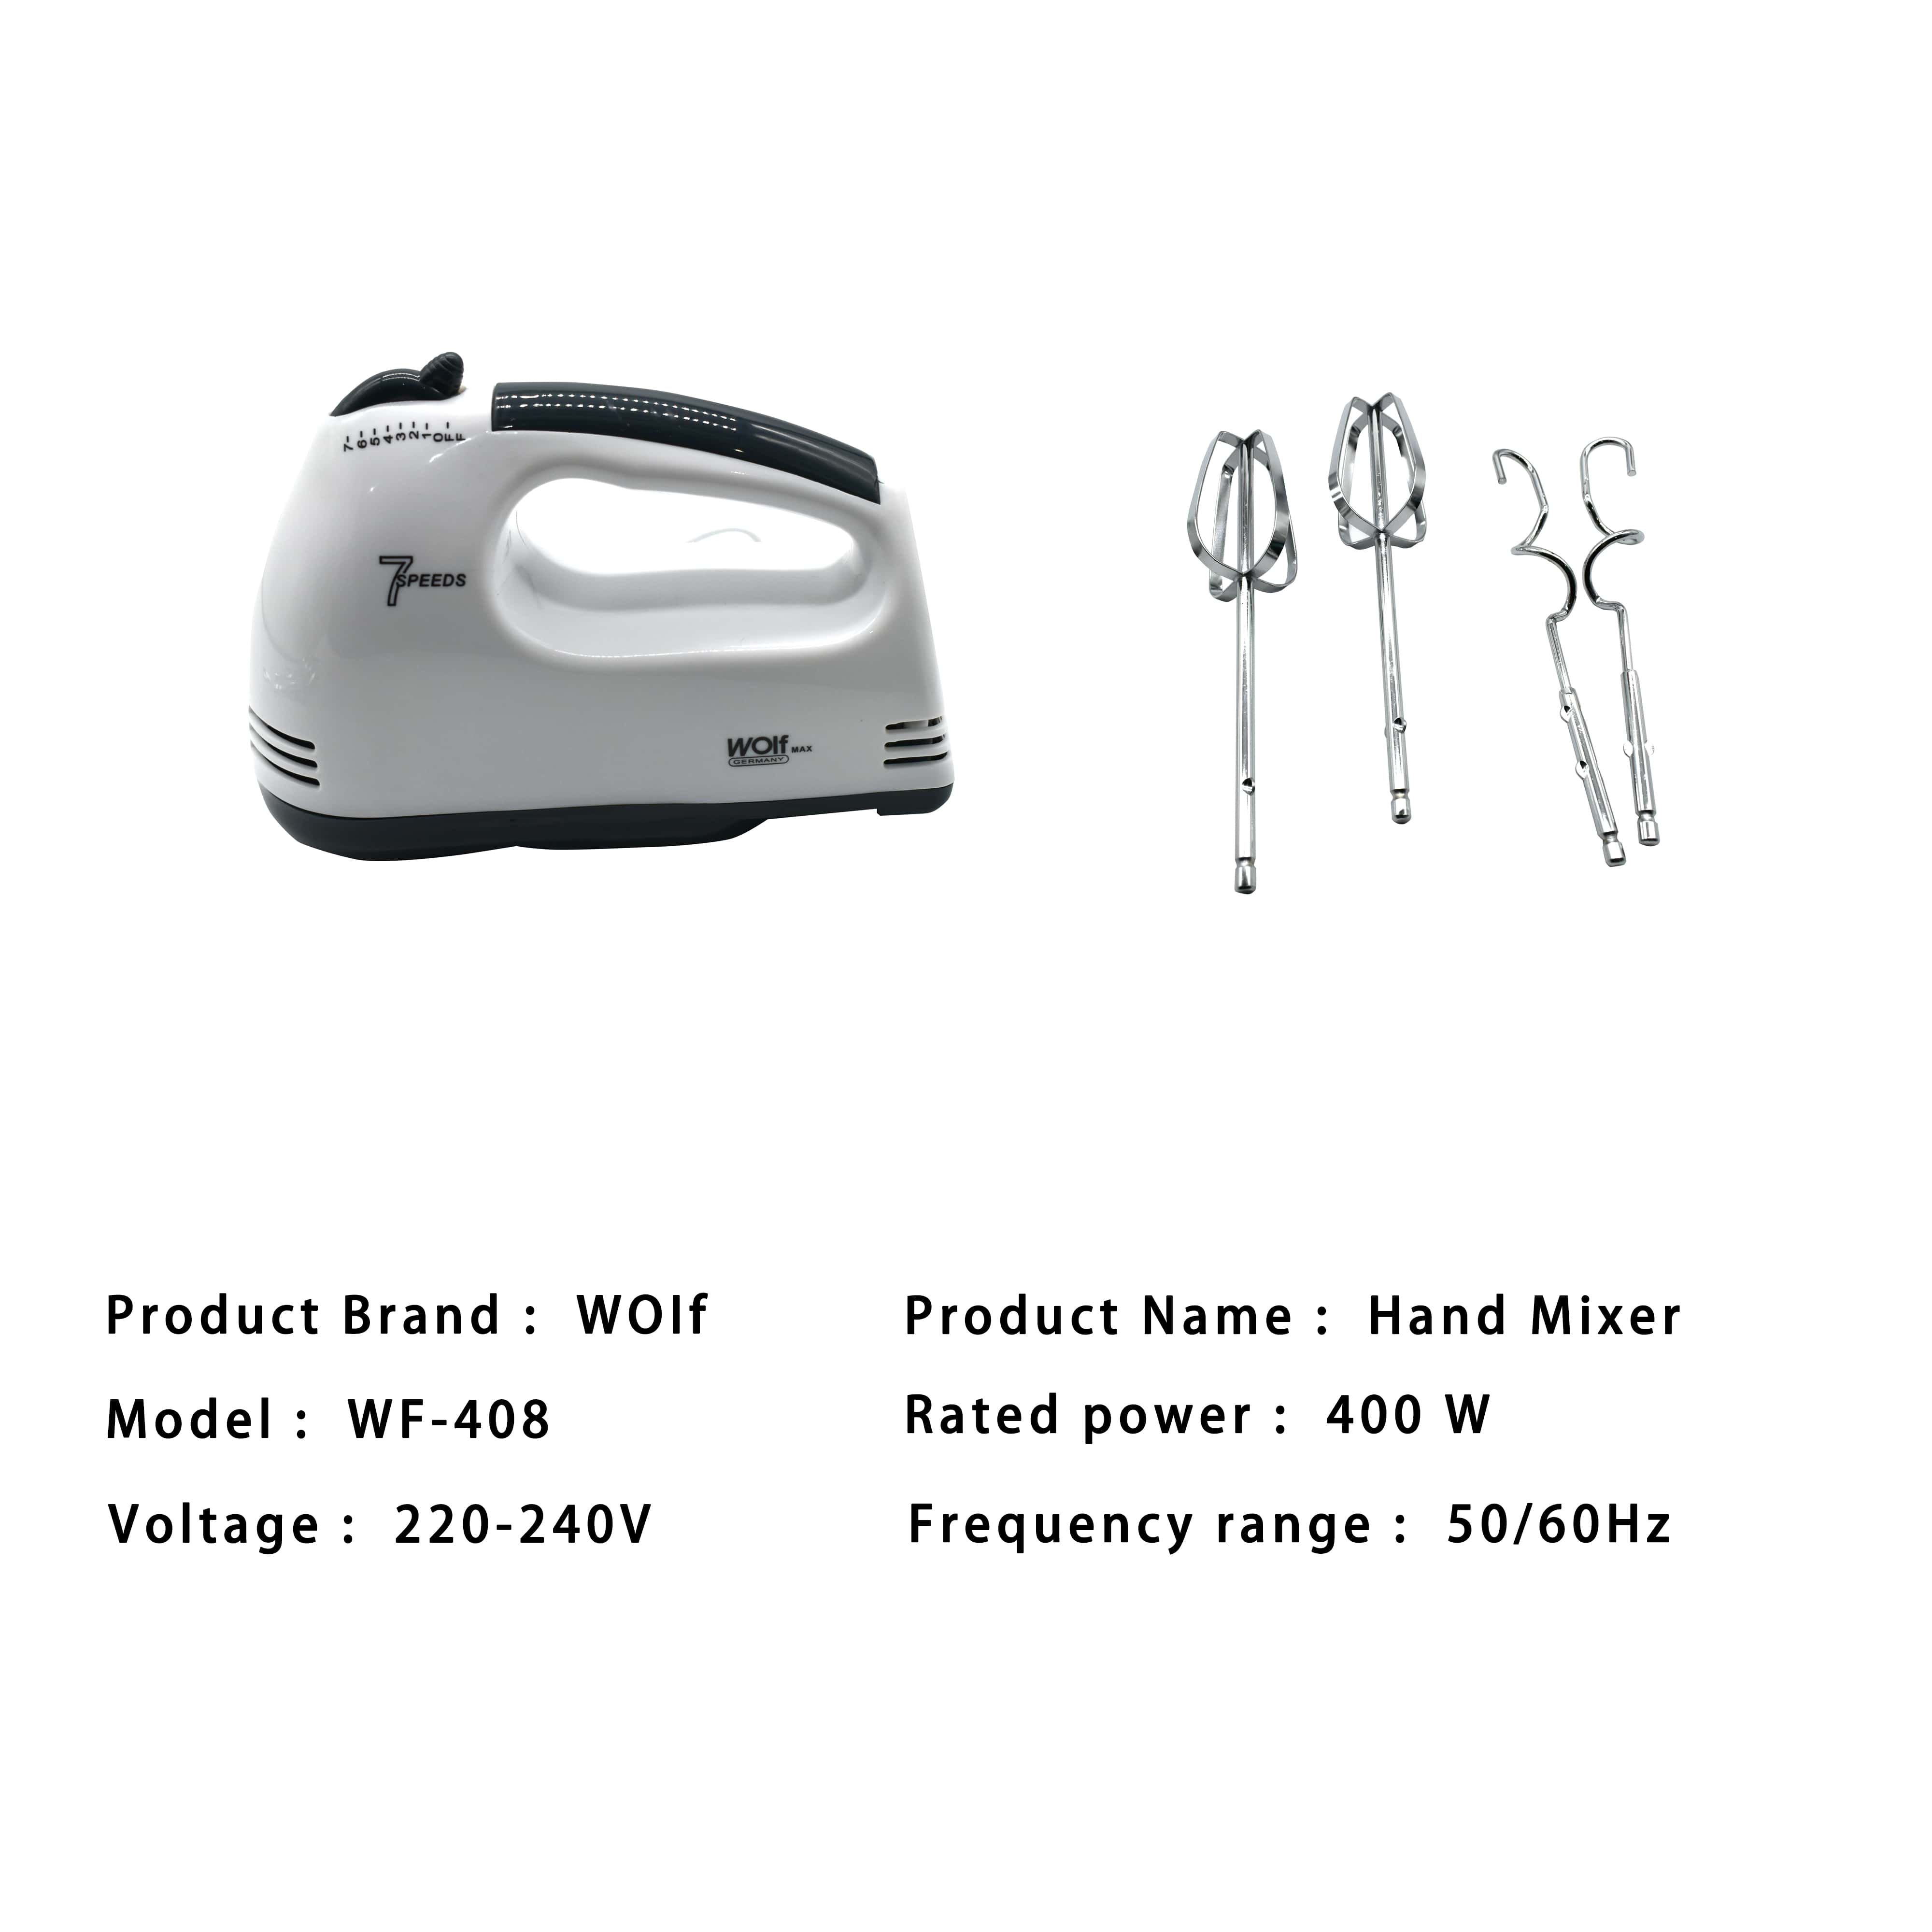 7- 6- 5- 4- 3- 2- 1- OFF
7 SPEEDS
WOlf MAX
GERMANY
Product Brand : WOlf
Product Name : Hand Mixer
Model : WF-408
Rated power : 400 W
Voltage : 220-240V
Frequency range : 50/60Hz